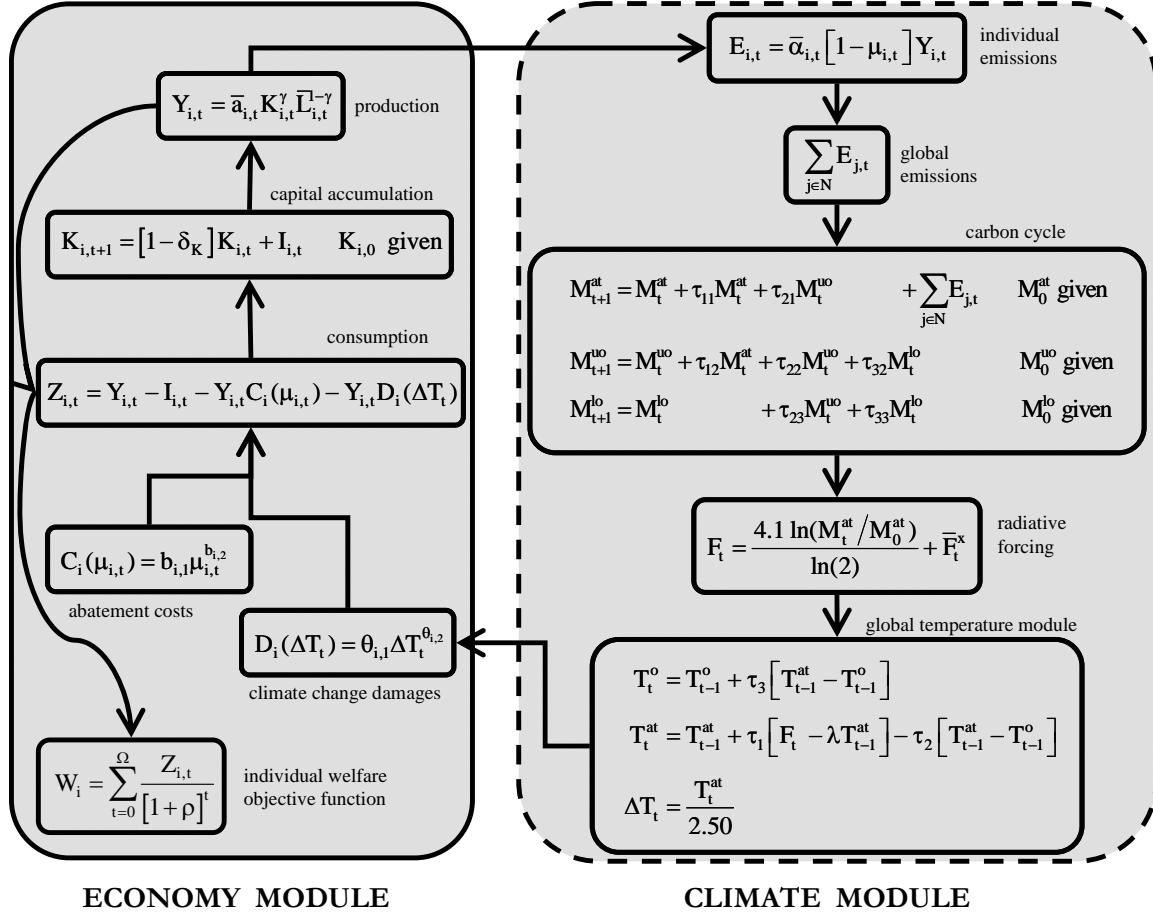 Y_{i,t} = a̅_{i,t} K_{i,t}^{γ} L̅_{i,t}^{1-γ}
production
capital accumulation
K_{i,t+1} = [1 − δ_K] K_{i,t} + I_{i,t} K_{i,0} given
consumption
Z_{i,t} = Y_{i,t} − I_{i,t} − Y_{i,t} C_i(μ_{i,t}) − Y_{i,t} D_i(ΔT_t)
C_i(μ_{i,t}) = b_{i,1} μ_{i,t}^{b_{i,2}}
abatement costs
D_i(ΔT_t) = θ_{i,1} ΔT_t^{θ_{i,2}}
climate change damages
W_i = ∑_{t=0}^{Ω} Z_{i,t} / [1 + ρ]^t
individual welfare
objective function
ECONOMY MODULE
E_{i,t} = α̅_{i,t} [1 − μ_{i,t}] Y_{i,t}
individual
emissions
∑_{j∈N} E_{j,t}
global
emissions
carbon cycle
M_{t+1}^{at} = M_t^{at} + τ_{11} M_t^{at} + τ_{21} M_t^{uo} + ∑_{j∈N} E_{j,t} M_0^{at} given
M_{t+1}^{uo} = M_t^{uo} + τ_{12} M_t^{at} + τ_{22} M_t^{uo} + τ_{32} M_t^{lo} M_0^{uo} given
M_{t+1}^{lo} = M_t^{lo} + τ_{23} M_t^{uo} + τ_{33} M_t^{lo} M_0^{lo} given
F_t = 4.1 ln(M_t^{at} / M_0^{at}) / ln(2) + F̅_t^x
radiative
forcing
global temperature module
T_t^o = T_{t-1}^o + τ_3 [T_{t-1}^{at} − T_{t-1}^o]
T_t^{at} = T_{t-1}^{at} + τ_1 [F_t − λT_{t-1}^{at}] − τ_2 [T_{t-1}^{at} − T_{t-1}^o]
ΔT_t = T_t^{at} / 2.50
CLIMATE MODULE